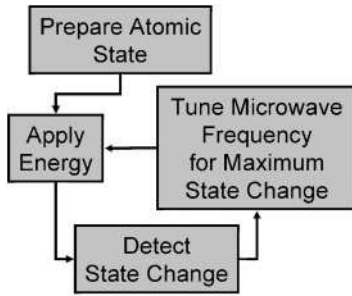 Prepare Atomic
State
Apply
Energy
Tune Microwave
Frequency
for Maximum
State Change
Detect
State Change